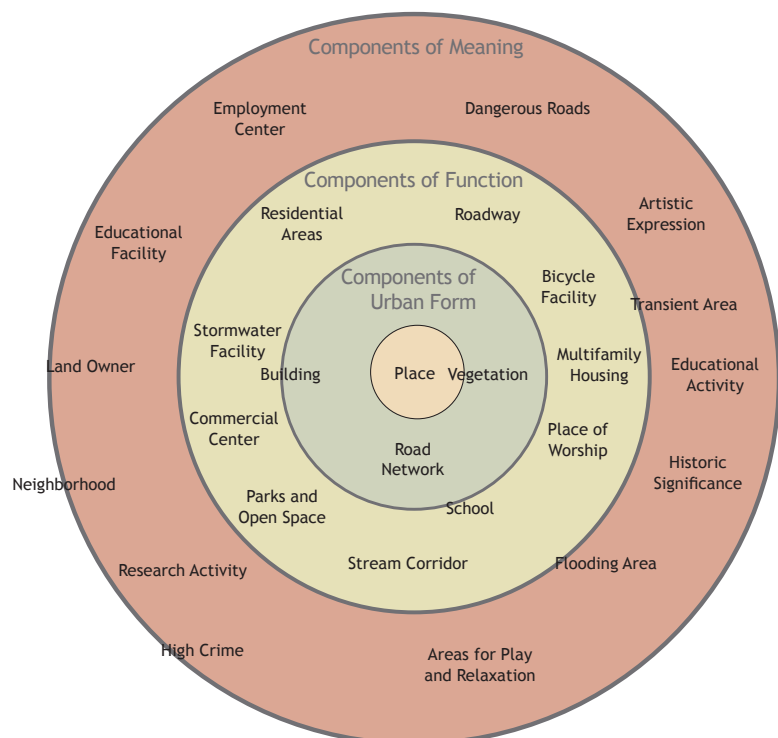 Components of Meaning
Employment
Center
Dangerous Roads
Components of Function
Residential
Areas
Roadway
Artistic
Expression
Educational
Facility
Components of
Urban Form
Bicycle
Facility
Transient Area
Stormwater
Facility
Land Owner
Building
Place
Vegetation
Multifamily
Housing
Educational
Activity
Commercial
Center
Road
Network
Place of
Worship
Historic
Significance
Neighborhood
Parks and
Open Space
School
Research Activity
Stream Corridor
Flooding Area
High Crime
Areas for Play
and Relaxation